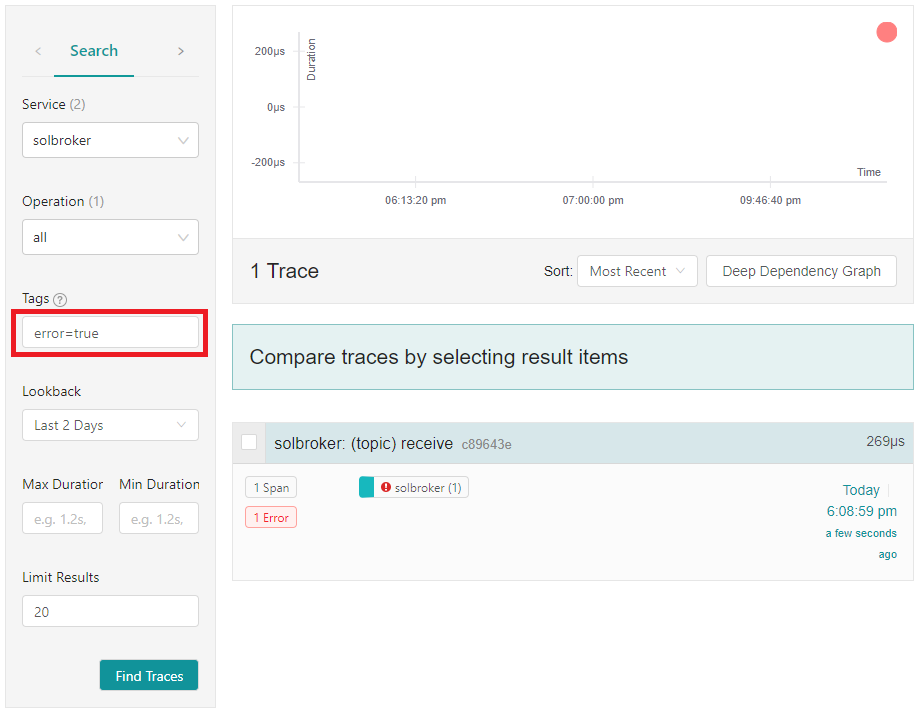 Search
Service (2)
solbroker
Operation (1)
all
Tags ?
error=true
Lookback
Last 2 Days
Max Duration Min Duration
e.g. 1.2s, e.g. 1.2s,
Limit Results
20
Find Traces
Duration
200μs
0μs
-200μs
Time
06:13:20 pm 07:00:00 pm 09:46:40 pm
1 Trace
Sort: Most Recent Deep Dependency Graph
Compare traces by selecting result items
solbroker: (topic) receive c89643e 269μs
1 Span solbroker (1)
1 Error
Today
6:08:59 pm
a few seconds
ago